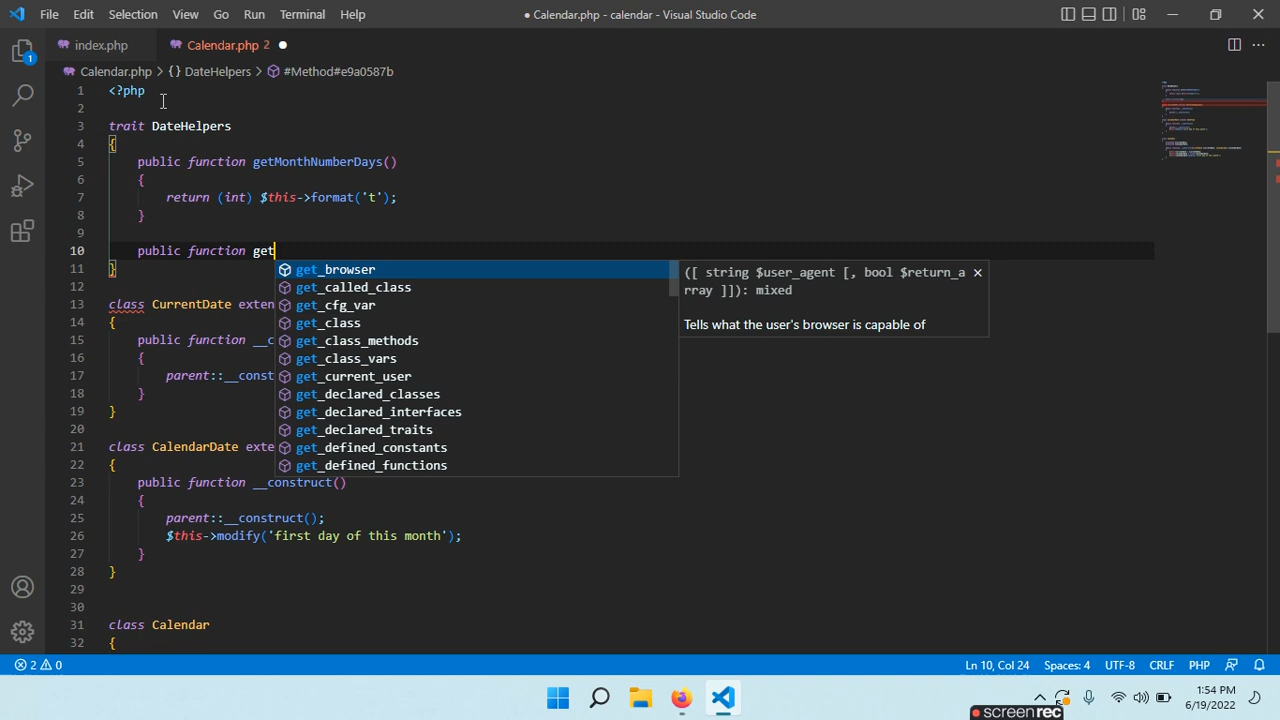 File Edit Selection View Go Run Terminal Help
● Calendar.php - calendar - Visual Studio Code
index.php
Calendar.php 2 ●
Calendar.php > {} DateHelpers > #Method#e9a0587b
1 <?php
2
3 trait DateHelpers
4 {
5 public function getMonthNumberDays()
6 {
7 return (int) $this->format('t');
8 }
9
10 public function get
11 }
12
13 class CurrentDate exten
14 {
15 public function __c
16 {
17 parent::__const
18 }
19 }
20
21 class CalendarDate exte
22 {
23 public function __construct()
24 {
25 parent::__construct();
26 $this->modify('first day of this month');
27 }
28 }
29
30
31 class Calendar
32 {
get_browser
get_called_class
get_cfg_var
get_class
get_class_methods
get_class_vars
get_current_user
get_declared_classes
get_declared_interfaces
get_declared_traits
get_defined_constants
get_defined_functions
([ string $user_agent [, bool $return_a
rray ]]): mixed
Tells what the user's browser is capable of
1
2 0
Ln 10, Col 24 Spaces: 4 UTF-8 CRLF PHP
1:54 PM
6/19/2022
screenrec